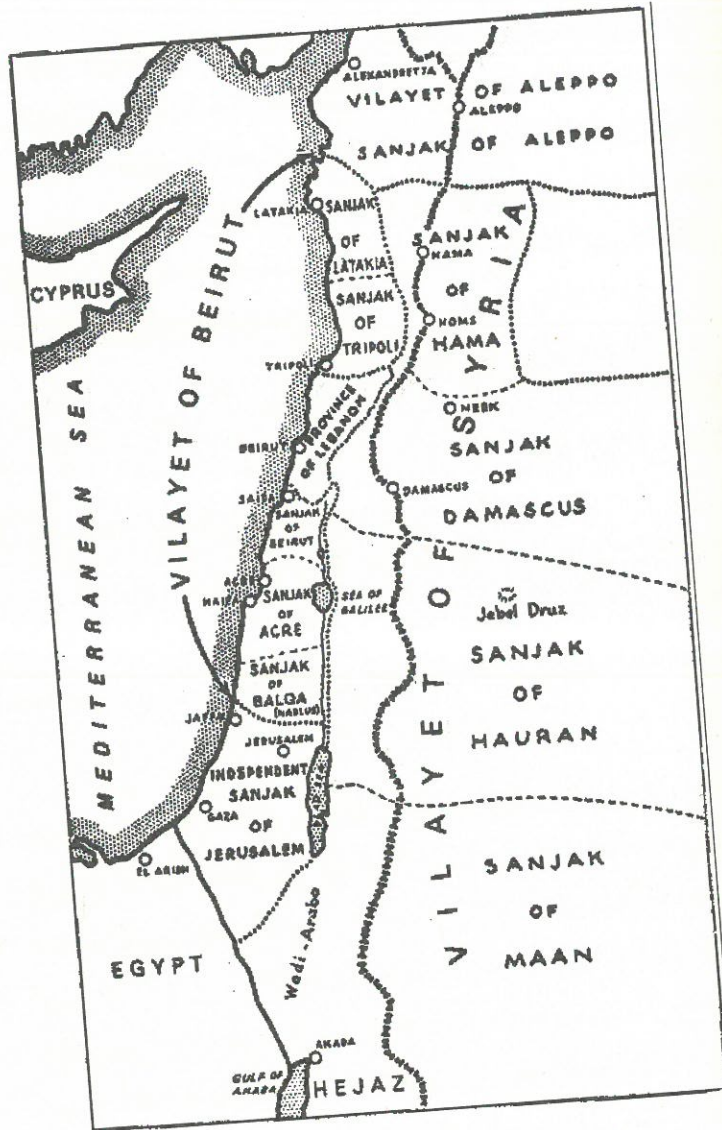 ALEXANDRETTA
VILAYET OF ALEPPO
ALEPPO
SANJAK OF ALEPPO
LATAKIA
SANJAK
OF
LATAKIA
SANJAK
HAMA
OF
HOMS
HAMA
CYPRUS
SANJAK
OF
TRIPOLI
TRIPOLI
VILAYET OF BEIRUT
MEDITERRANEAN SEA
VILAYET OF SYRIA
NEBK
BEIRUT
PROVINCE
OF LEBANON
SANJAK
OF
DAMASCUS
DAMASCUS
SAIDA
SANJAK
OF
BEIRUT
ACRE
HAIFA
SANJAK
OF
ACRE
SEA OF
GALILEE
Jebel Druz
SANJAK
OF
HAURAN
SANJAK
OF
BALQA
(NABLUS)
JAFFA
JERUSALEM
INDEPENDENT
SANJAK
OF
JERUSALEM
GAZA
EL ARISH
SANJAK
OF
MAAN
EGYPT
Wadi-Araba
AKABA
GULF OF
AKABA
HEJAZ